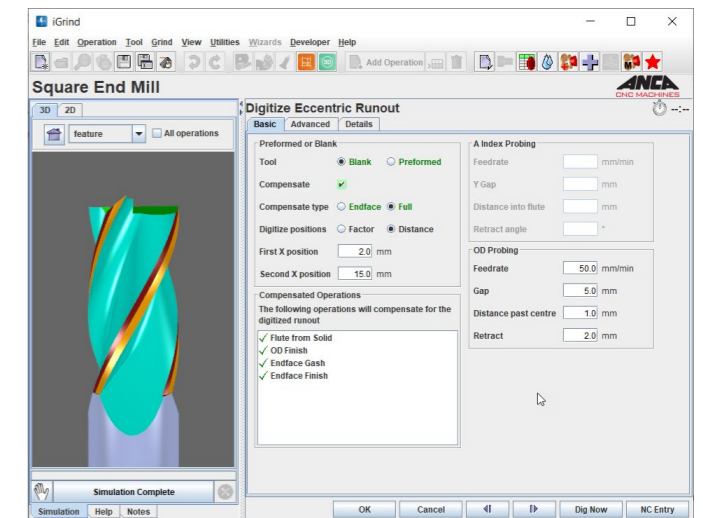 iGrind
File Edit Operation Tool Grind View Utilities Wizards Developer Help
Add Operation
Square End Mill
ANCA
CNC MACHINES
3D 2D
feature All operations
Simulation Complete
Simulation Help Notes
Digitize Eccentric Runout
--:--
Basic Advanced Details
Preformed or Blank
Tool Blank Preformed
Compensate
Compensate type Endface Full
Digitize positions Factor Distance
First X position 2.0 mm
Second X position 15.0 mm
Compensated Operations
The following operations will compensate for the
digitized runout
Flute from Solid
OD Finish
Endface Gash
Endface Finish
A Index Probing
Feedrate mm/min
Y Gap mm
Distance into flute mm
Retract angle °
OD Probing
Feedrate 50.0 mm/min
Gap 5.0 mm
Distance past centre 1.0 mm
Retract 2.0 mm
OK Cancel Dig Now NC Entry